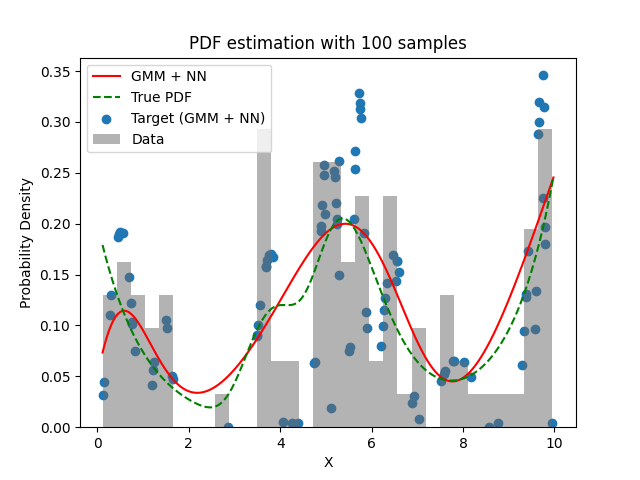 PDF estimation with 100 samples
GMM + NN
True PDF
Target (GMM + NN)
Data
Probability Density
0.35
0.30
0.25
0.20
0.15
0.10
0.05
0.00
0 2 4 6 8 10
X